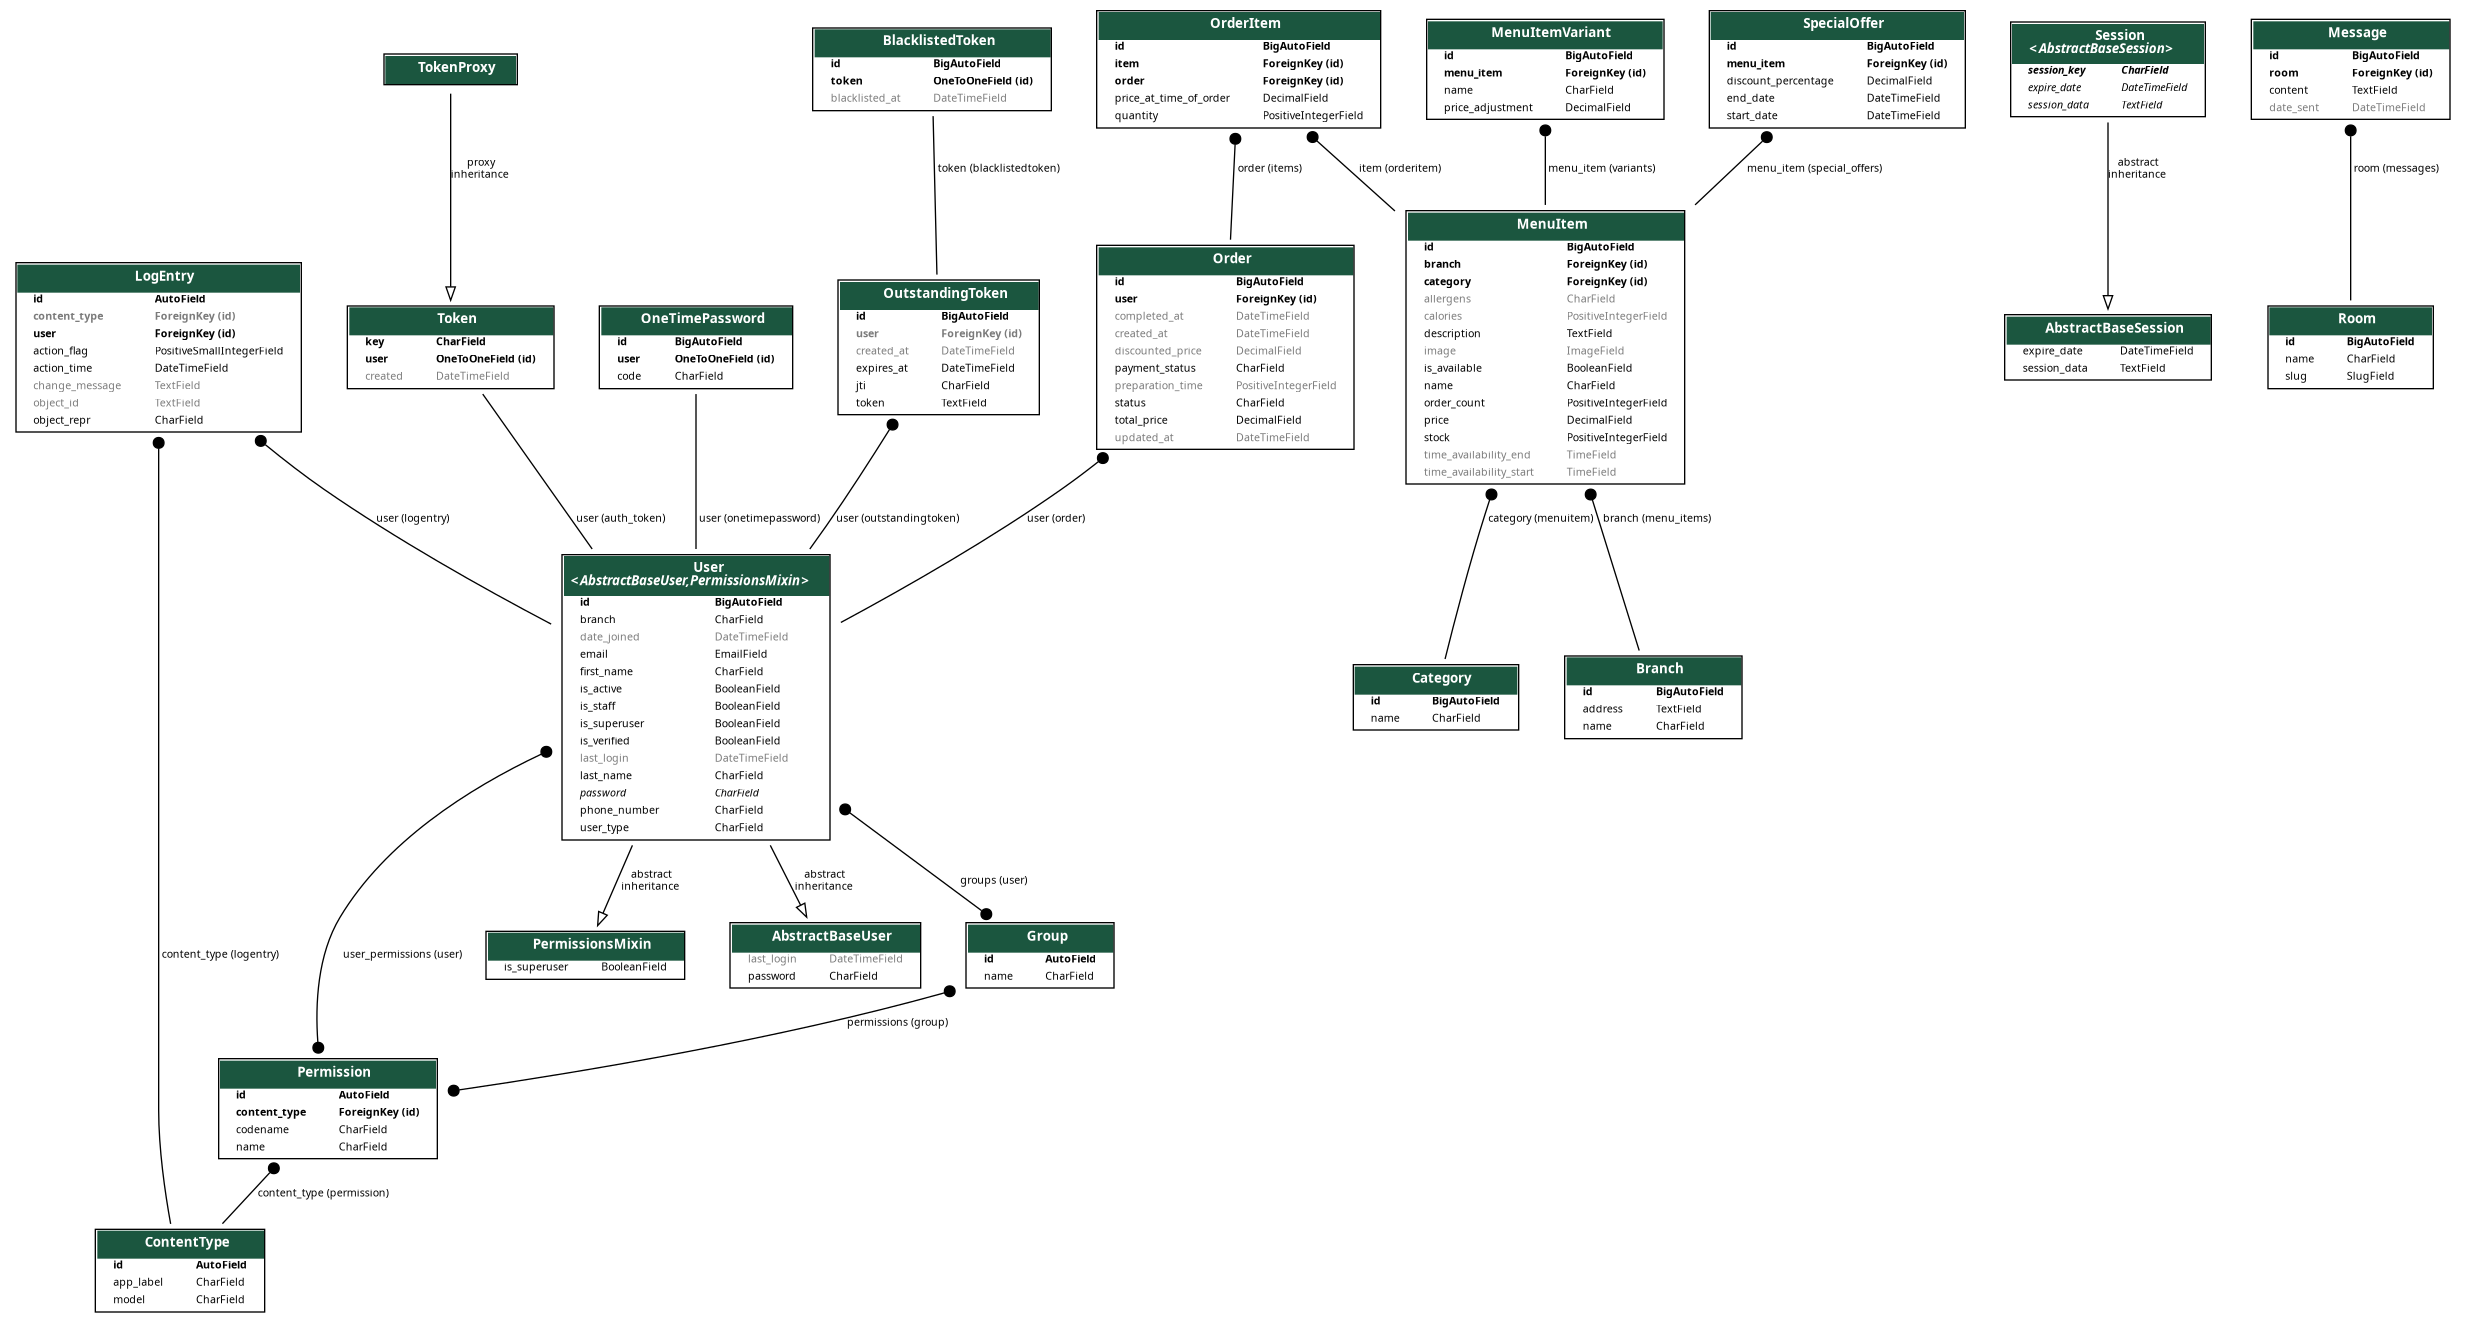 TokenProxy
BlacklistedToken
id BigAutoField
token OneToOneField (id)
blacklisted_at DateTimeField
OrderItem
id BigAutoField
item ForeignKey (id)
order ForeignKey (id)
price_at_time_of_order DecimalField
quantity PositiveIntegerField
MenuItemVariant
id BigAutoField
menu_item ForeignKey (id)
name CharField
price_adjustment DecimalField
SpecialOffer
id BigAutoField
menu_item ForeignKey (id)
discount_percentage DecimalField
end_date DateTimeField
start_date DateTimeField
Session
<AbstractBaseSession>
session_key CharField
expire_date DateTimeField
session_data TextField
Message
id BigAutoField
room ForeignKey (id)
content TextField
date_sent DateTimeField
proxy
inheritance
token (blacklistedtoken)
order (items)
item (orderitem)
menu_item (variants)
menu_item (special_offers)
abstract
inheritance
room (messages)
LogEntry
id AutoField
content_type ForeignKey (id)
user ForeignKey (id)
action_flag PositiveSmallIntegerField
action_time DateTimeField
change_message TextField
object_id TextField
object_repr CharField
Token
key CharField
user OneToOneField (id)
created DateTimeField
OneTimePassword
id BigAutoField
user OneToOneField (id)
code CharField
OutstandingToken
id BigAutoField
user ForeignKey (id)
created_at DateTimeField
expires_at DateTimeField
jti CharField
token TextField
Order
id BigAutoField
user ForeignKey (id)
completed_at DateTimeField
created_at DateTimeField
discounted_price DecimalField
payment_status CharField
preparation_time PositiveIntegerField
status CharField
total_price DecimalField
updated_at DateTimeField
MenuItem
id BigAutoField
branch ForeignKey (id)
category ForeignKey (id)
allergens CharField
calories PositiveIntegerField
description TextField
image ImageField
is_available BooleanField
name CharField
order_count PositiveIntegerField
price DecimalField
stock PositiveIntegerField
time_availability_end TimeField
time_availability_start TimeField
AbstractBaseSession
expire_date DateTimeField
session_data TextField
Room
id BigAutoField
name CharField
slug SlugField
user (logentry)
user (auth_token)
user (onetimepassword)
user (outstandingtoken)
user (order)
category (menuitem)
branch (menu_items)
User
<AbstractBaseUser,PermissionsMixin>
id BigAutoField
branch CharField
date_joined DateTimeField
email EmailField
first_name CharField
is_active BooleanField
is_staff BooleanField
is_superuser BooleanField
is_verified BooleanField
last_login DateTimeField
last_name CharField
password CharField
phone_number CharField
user_type CharField
Category
id BigAutoField
name CharField
Branch
id BigAutoField
address TextField
name CharField
abstract
inheritance
abstract
inheritance
groups (user)
content_type (logentry)
user_permissions (user)
PermissionsMixin
is_superuser BooleanField
AbstractBaseUser
last_login DateTimeField
password CharField
Group
id AutoField
name CharField
permissions (group)
Permission
id AutoField
content_type ForeignKey (id)
codename CharField
name CharField
content_type (permission)
ContentType
id AutoField
app_label CharField
model CharField